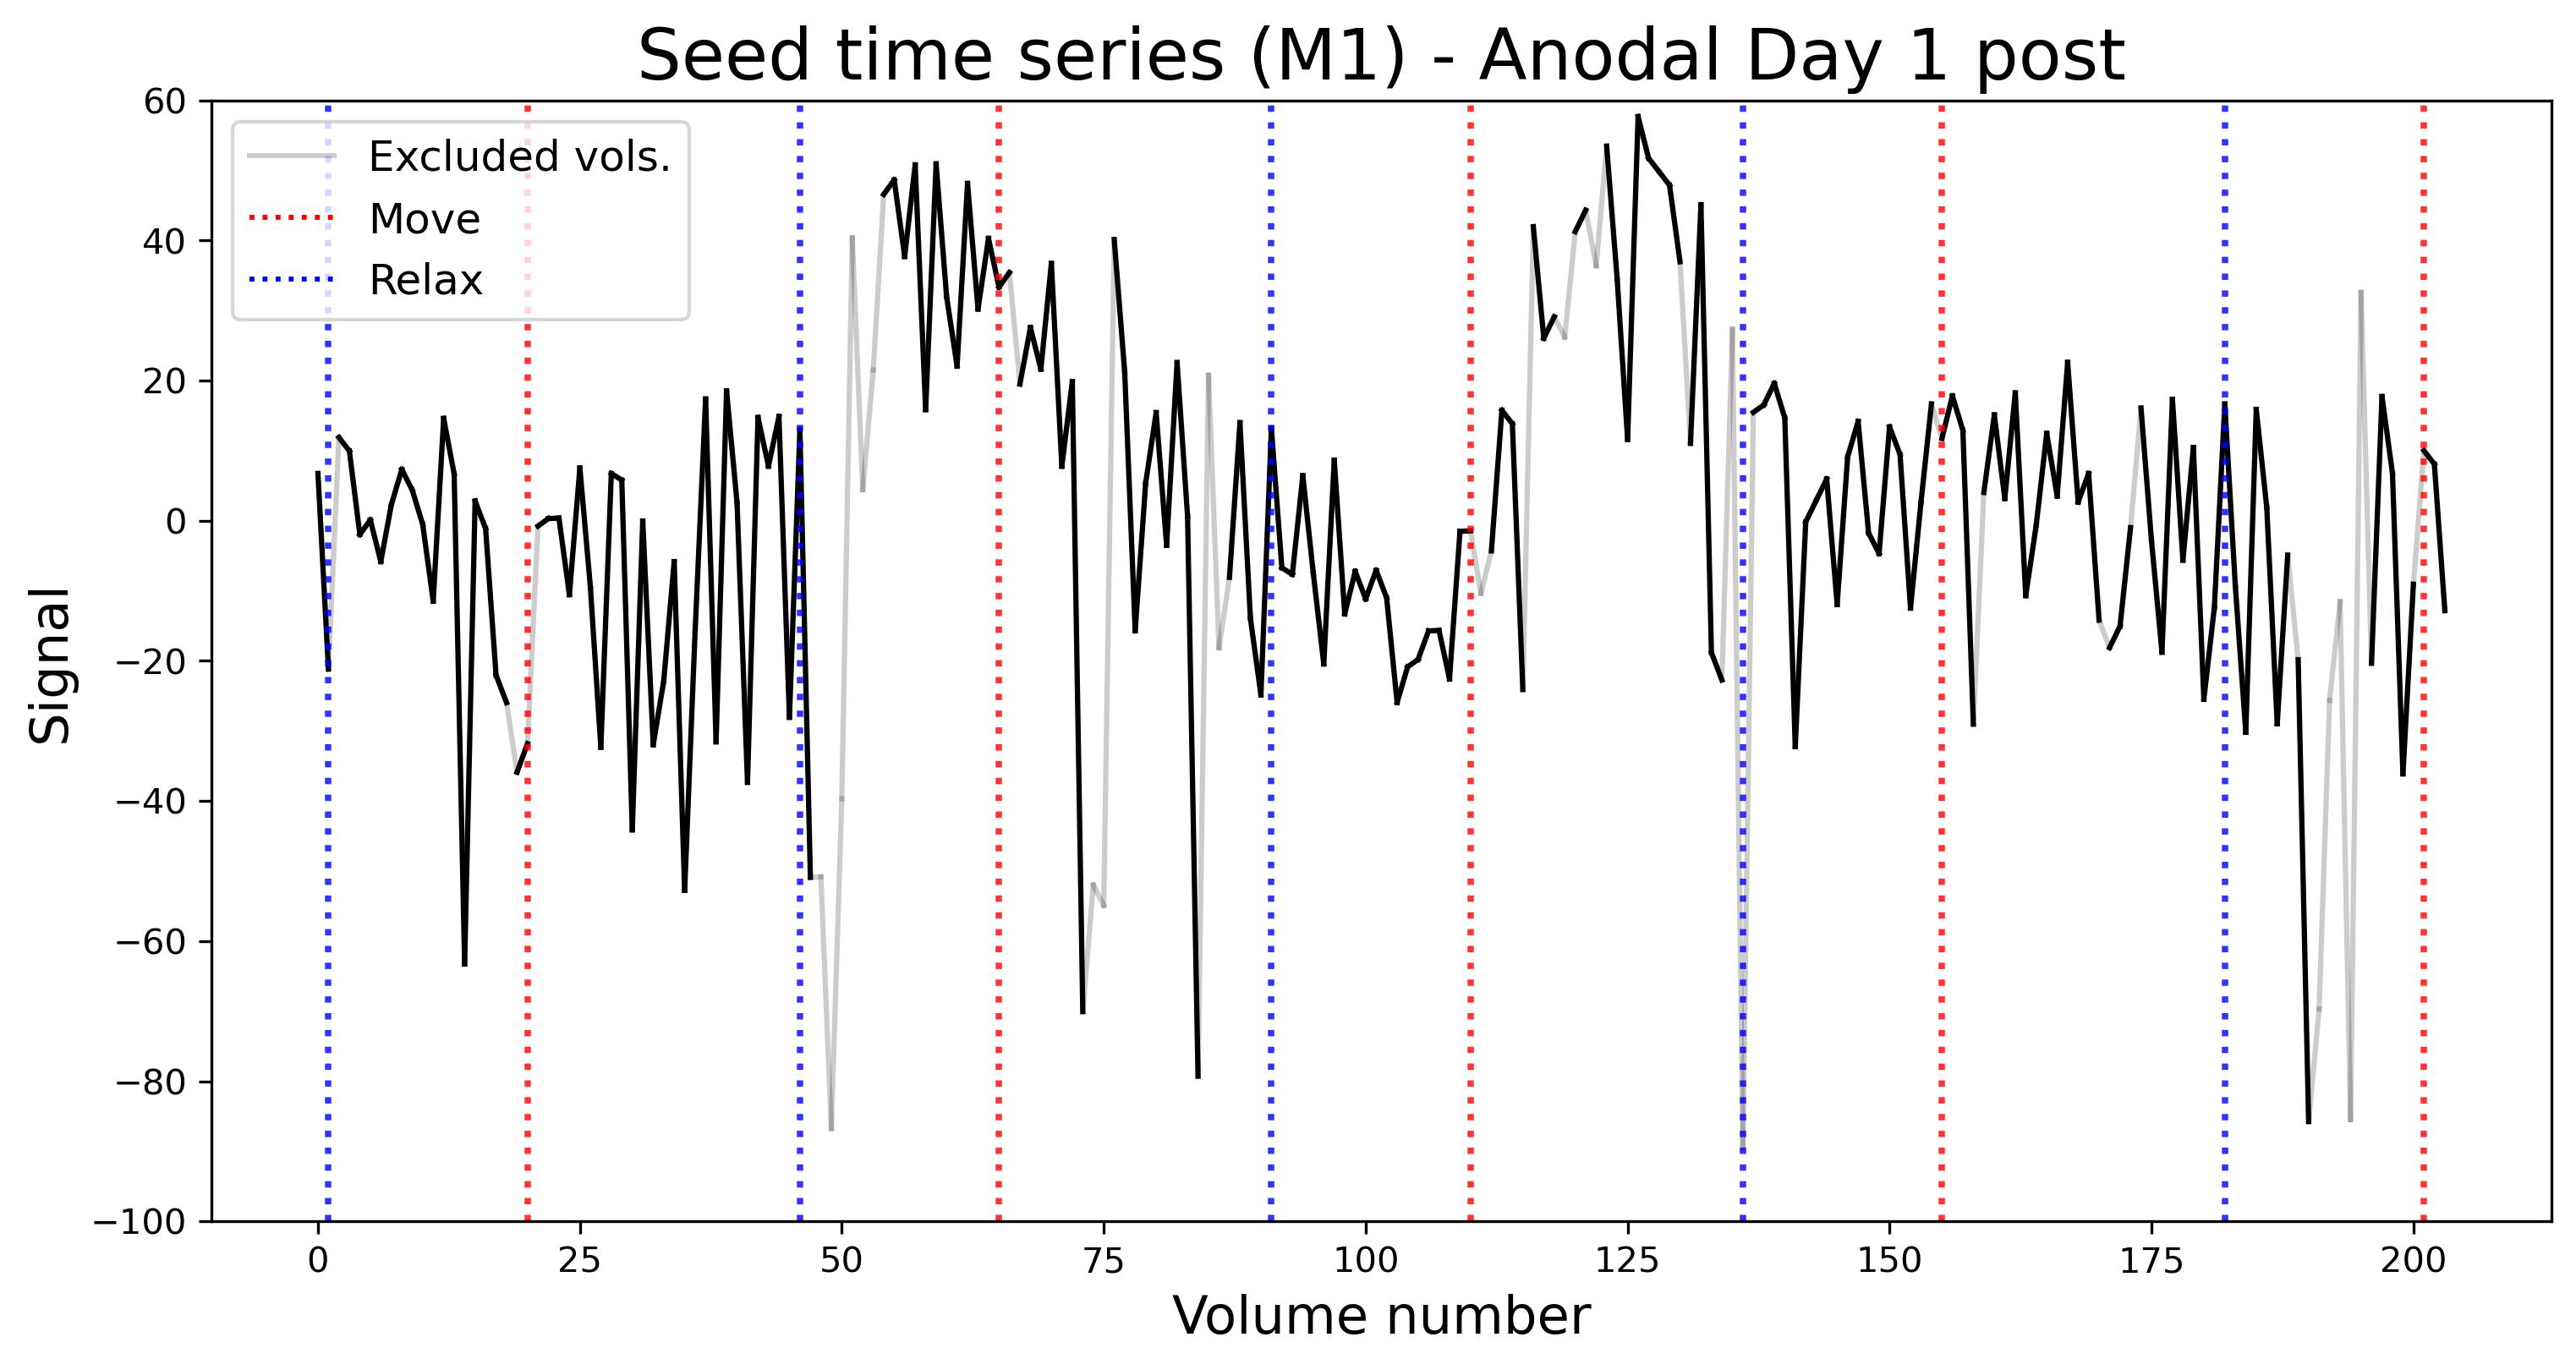 Seed time series (M1) - Anodal Day 1 post
Excluded vols.
Move
Relax
60
40
20
0
−20
−40
−60
−80
−100
Signal
0 25 50 75 100 125 150 175 200
Volume number